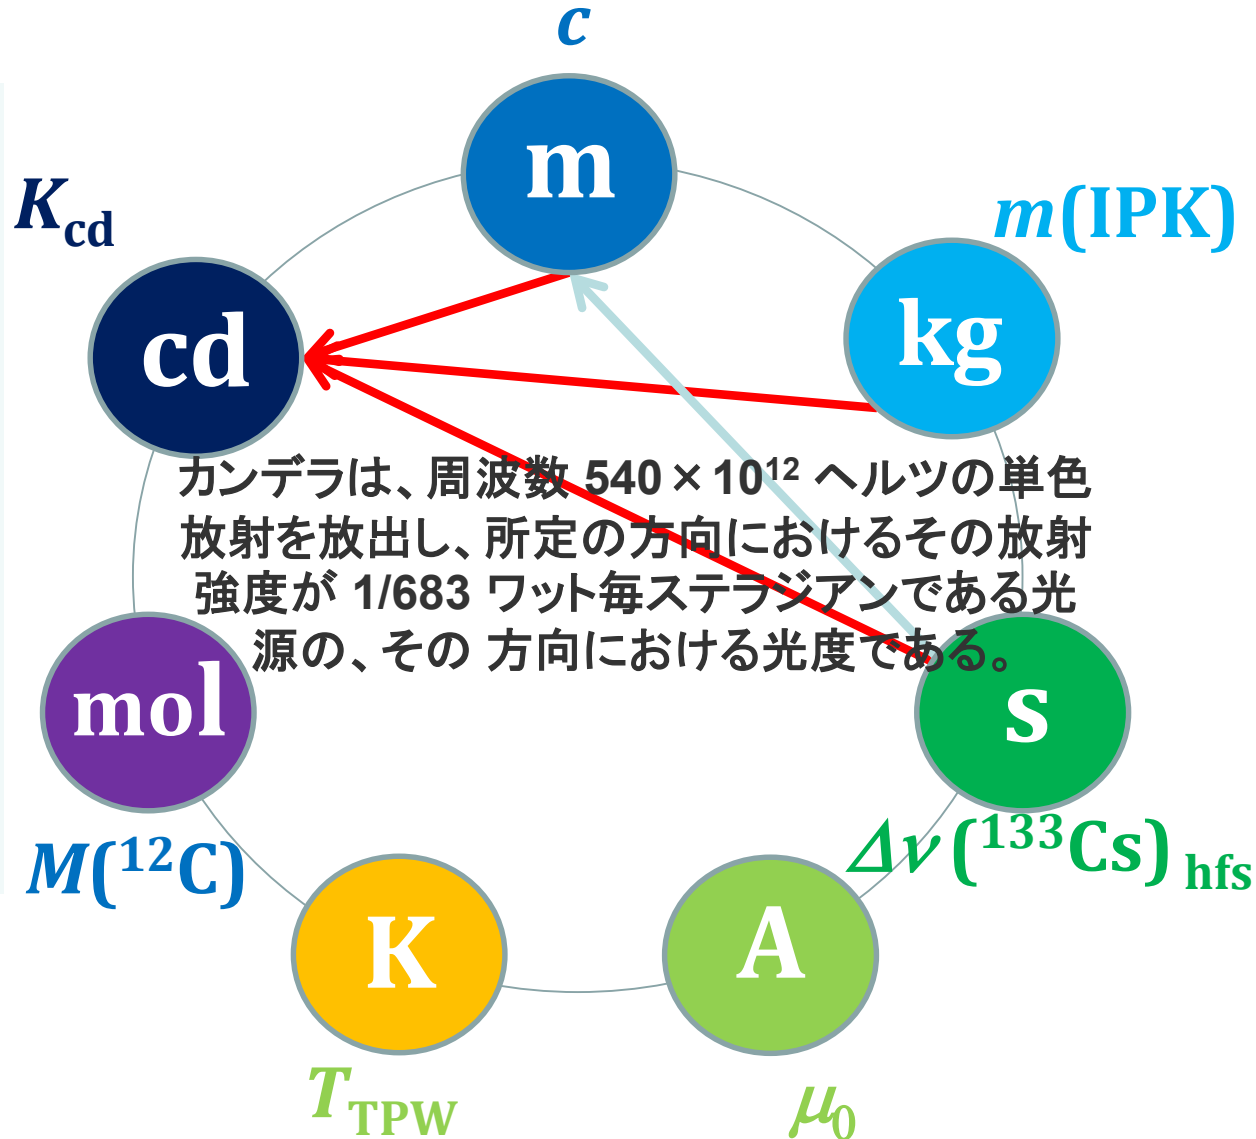 c
m
K_cd
m(IPK)
kg
cd
カンデラは、周波数 540×10¹² ヘルツの単色
放射を放出し、所定の方向におけるその放射
強度が 1/683 ワット毎ステラジアンである光
源の、その 方向における光度である。
mol
s
M(¹²C)
Δν(¹³³Cs)_hfs
K
A
T_TPW
μ₀